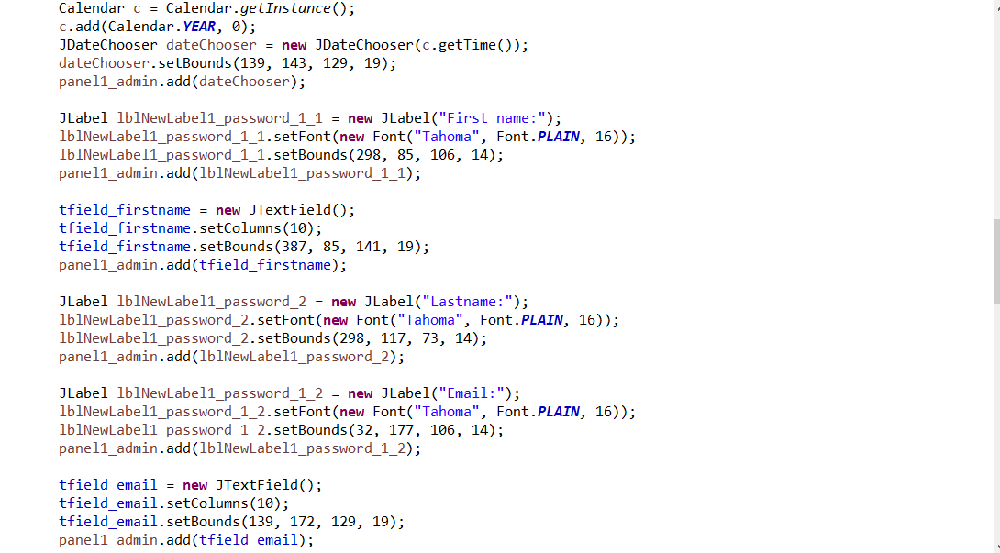 Calendar c = Calendar.getInstance();
c.add(Calendar.YEAR, 0);
JDateChooser dateChooser = new JDateChooser(c.getTime());
dateChooser.setBounds(139, 143, 129, 19);
panel1_admin.add(dateChooser);

JLabel lblNewLabel1_password_1_1 = new JLabel("First name:");
lblNewLabel1_password_1_1.setFont(new Font("Tahoma", Font.PLAIN, 16));
lblNewLabel1_password_1_1.setBounds(298, 85, 106, 14);
panel1_admin.add(lblNewLabel1_password_1_1);

tfield_firstname = new JTextField();
tfield_firstname.setColumns(10);
tfield_firstname.setBounds(387, 85, 141, 19);
panel1_admin.add(tfield_firstname);

JLabel lblNewLabel1_password_2 = new JLabel("Lastname:");
lblNewLabel1_password_2.setFont(new Font("Tahoma", Font.PLAIN, 16));
lblNewLabel1_password_2.setBounds(298, 117, 73, 14);
panel1_admin.add(lblNewLabel1_password_2);

JLabel lblNewLabel1_password_1_2 = new JLabel("Email:");
lblNewLabel1_password_1_2.setFont(new Font("Tahoma", Font.PLAIN, 16));
lblNewLabel1_password_1_2.setBounds(32, 177, 106, 14);
panel1_admin.add(lblNewLabel1_password_1_2);

tfield_email = new JTextField();
tfield_email.setColumns(10);
tfield_email.setBounds(139, 172, 129, 19);
panel1_admin.add(tfield_email);